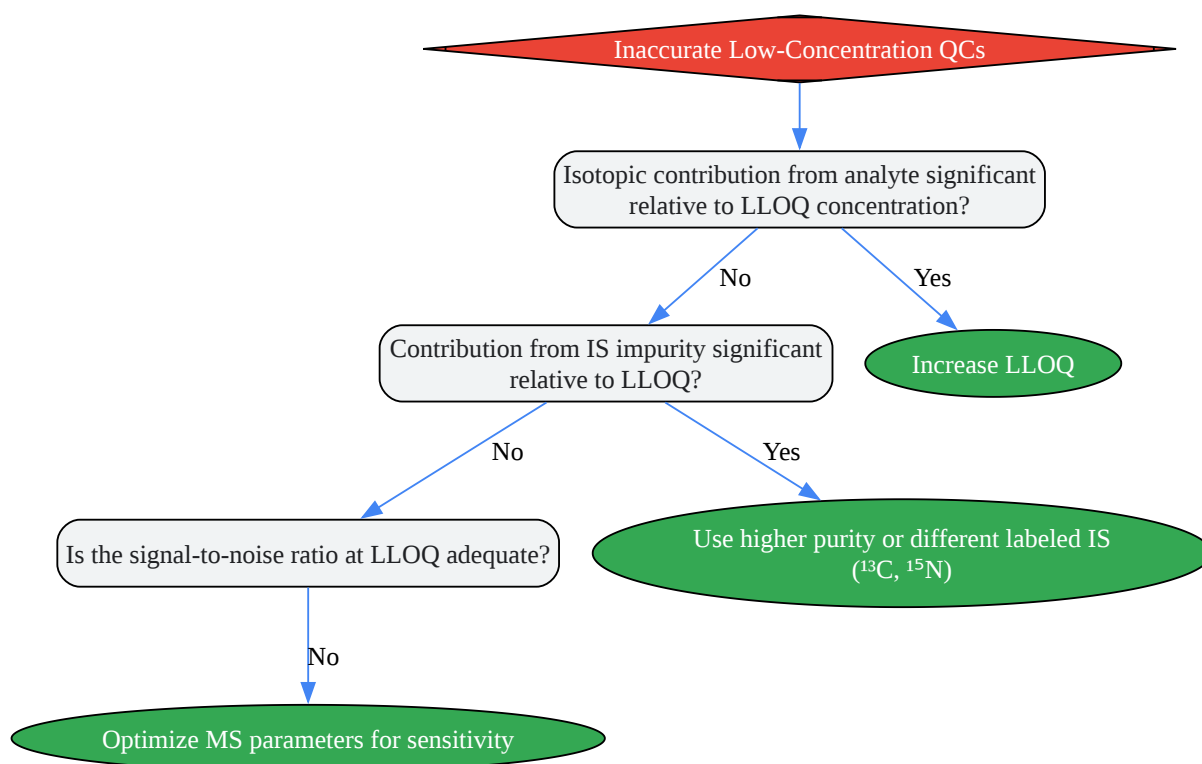 Inaccurate Low-Concentration QCs
Isotopic contribution from analyte significant
relative to LLOQ concentration?
No
Yes
Contribution from IS impurity significant
relative to LLOQ?
Increase LLOQ
No
Yes
Is the signal-to-noise ratio at LLOQ adequate?
Use higher purity or different labeled IS
(¹³C, ¹⁵N)
No
Optimize MS parameters for sensitivity